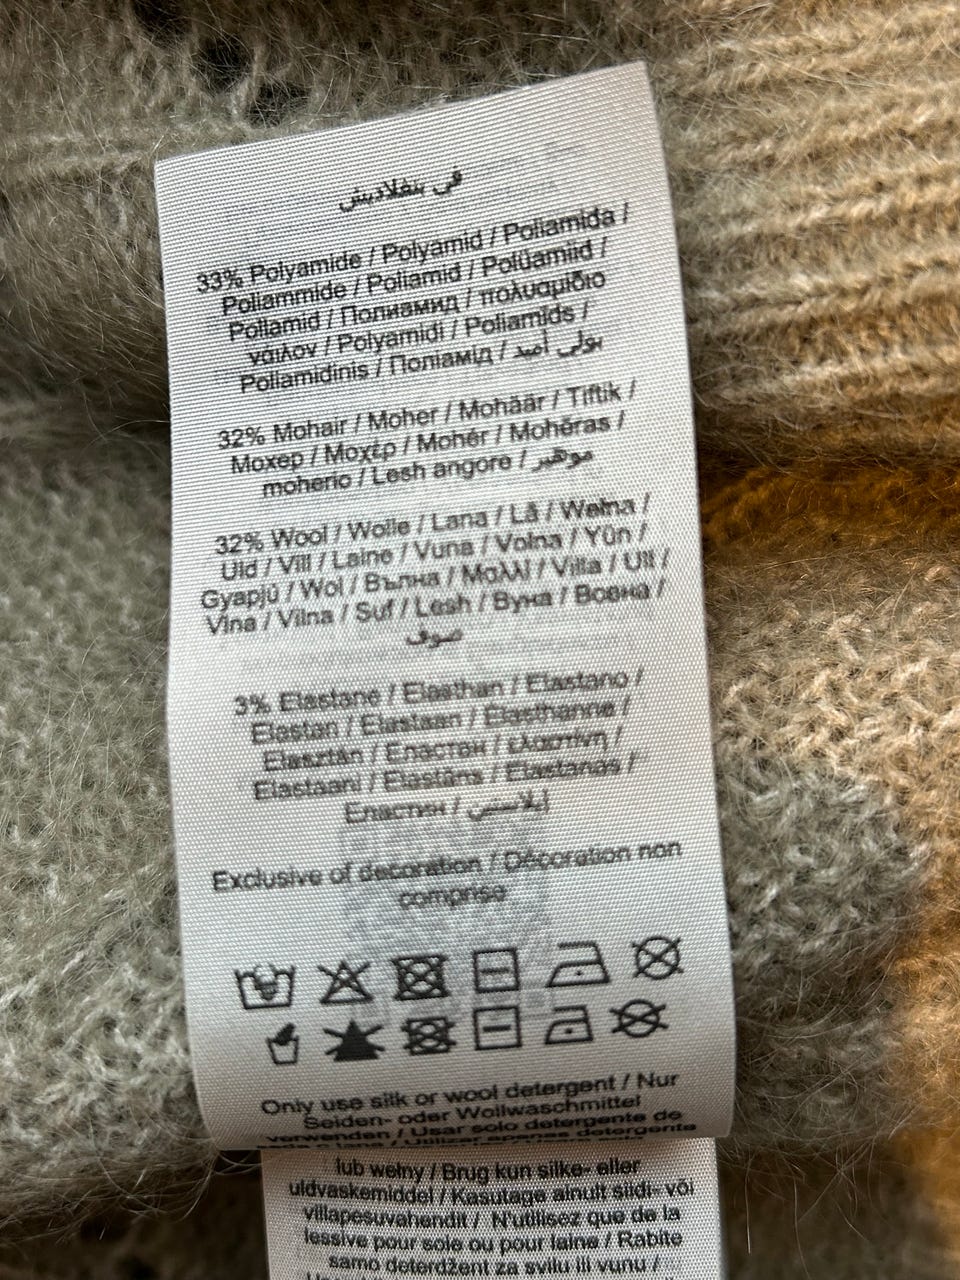 في بنغلاديش
33% Polyamide / Polyamid / Poliamida /
Poliammide / Poliamid / Polüamiid /
Poliamid / Полиамид / πολυαμίδιο
νάιλον / Polyamidi / Poliamīds /
Poliamidinis / Поліамід / بولي أميد
32% Mohair / Moher / Mohäär / Tiftik /
Мохер / Μοχέρ / Mohér / Mohēras /
moherio / Lesh angore / موهير
32% Wool / Wolle / Lana / Lã / Wełna /
Uld / Vill / Laine / Vuna / Volna / Yün /
Gyapjú / Wol / Вълна / Μαλλί / Villa / Ull /
Vlna / Vilna / Suf / Lesh / Вуна / Вовна /
صوف
3% Elastane / Elasthan / Elastano /
Elastan / Elastaan / Élasthanne /
Elasztán / Еластан / ελαστίνη /
Elastaani / Elastāns / Elastanas /
Еластин / إيلاستين
Exclusive of decoration / Décoration non
comprise
Only use silk or wool detergent / Nur
Seiden- oder Wollwaschmittel
verwenden / Usar solo detergente de
/ Utilizar apenas detergente
lub wełny / Brug kun silke- eller
uldvaskemiddel / Kasutage ainult siidi- või
villapesuvahendit / N'utilisez que de la
lessive pour soie ou pour laine / Rabite
samo deterdžent za svilu ili vunu /